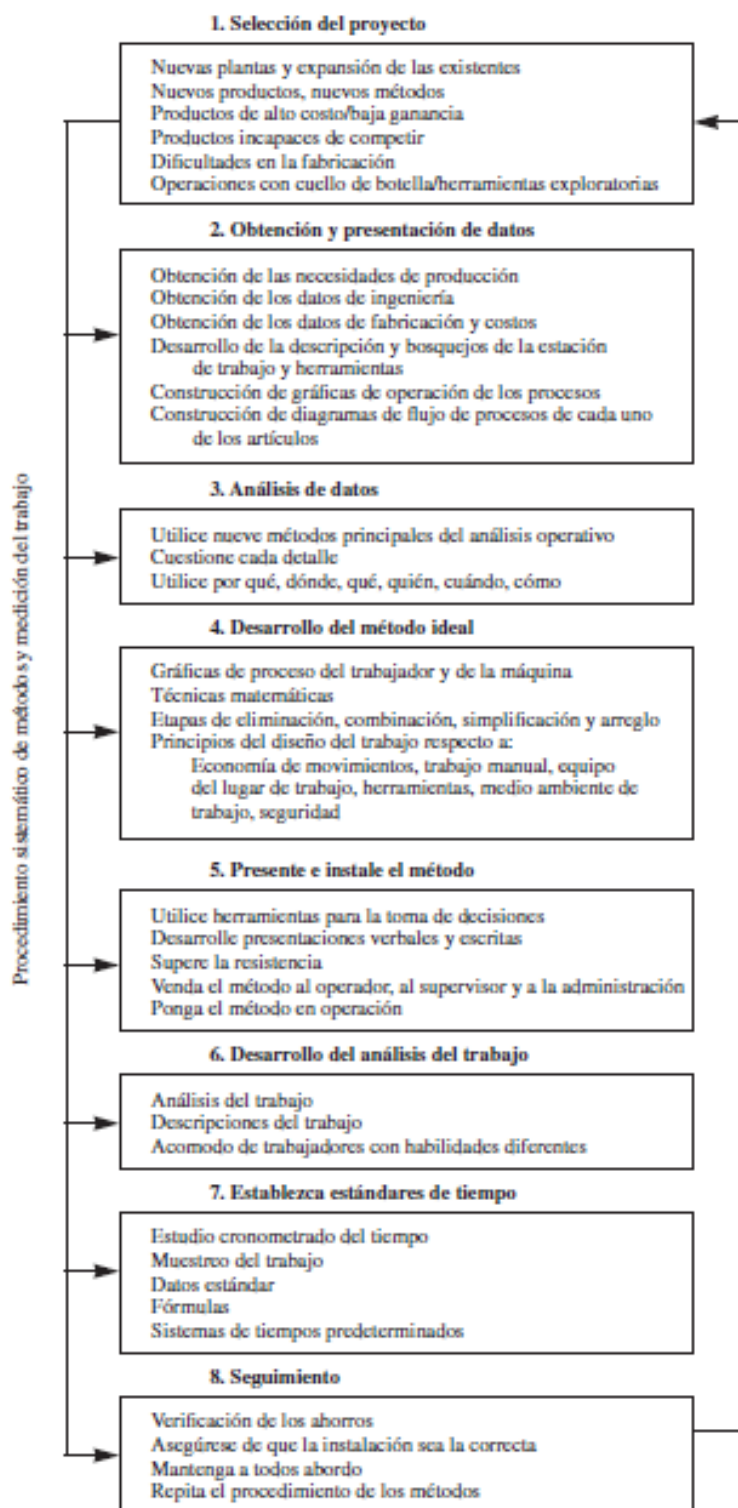 1. Selección del proyecto
Nuevas plantas y expansión de las existentes
Nuevos productos, nuevos métodos
Productos de alto costo/baja ganancia
Productos incapaces de competir
Dificultades en la fabricación
Operaciones con cuello de botella/herramientas exploratorias
2. Obtención y presentación de datos
Obtención de las necesidades de producción
Obtención de los datos de ingeniería
Obtención de los datos de fabricación y costos
Desarrollo de la descripción y bosquejos de la estación
de trabajo y herramientas
Construcción de gráficas de operación de los procesos
Construcción de diagramas de flujo de procesos de cada uno
de los artículos
3. Análisis de datos
Utilice nueve métodos principales del análisis operativo
Cuestione cada detalle
Utilice por qué, dónde, qué, quién, cuándo, cómo
4. Desarrollo del método ideal
Gráficas de proceso del trabajador y de la máquina
Técnicas matemáticas
Etapas de eliminación, combinación, simplificación y arreglo
Principios del diseño del trabajo respecto a:
Economía de movimientos, trabajo manual, equipo
del lugar de trabajo, herramientas, medio ambiente de
trabajo, seguridad
5. Presente e instale el método
Utilice herramientas para la toma de decisiones
Desarrolle presentaciones verbales y escritas
Supere la resistencia
Venda el método al operador, al supervisor y a la administración
Ponga el método en operación
6. Desarrollo del análisis del trabajo
Análisis del trabajo
Descripciones del trabajo
Acomodo de trabajadores con habilidades diferentes
7. Establezca estándares de tiempo
Estudio cronometrado del tiempo
Muestreo del trabajo
Datos estándar
Fórmulas
Sistemas de tiempos predeterminados
8. Seguimiento
Verificación de los ahorros
Asegúrese de que la instalación sea la correcta
Mantenga a todos abordo
Repita el procedimiento de los métodos
Procedimiento sistemático de métodos y medición del trabajo